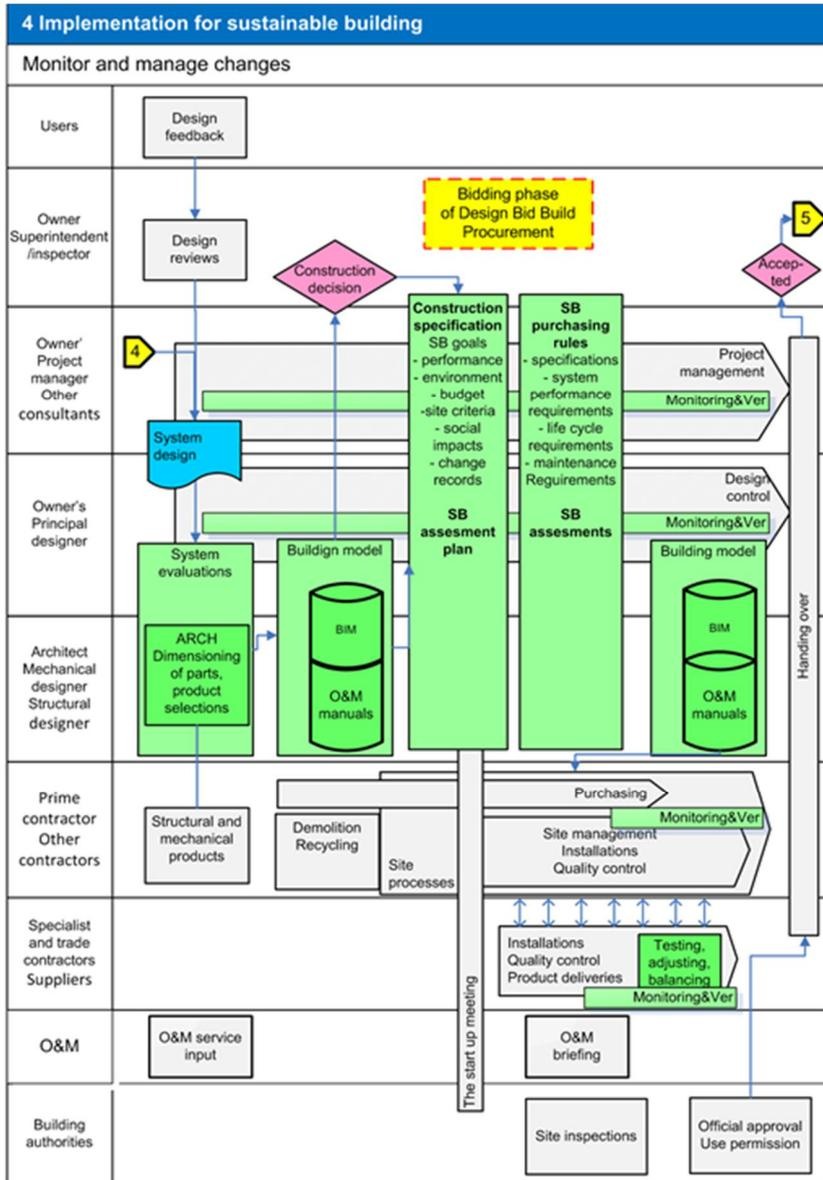 4 Implementation for sustainable building
Monitor and manage changes
Users
Design
feedback
Owner
Superintendent
/inspector
Design
reviews
Construction
decision
Bidding phase
of Design Bid Build
Procurement
5
Accep-
ted
Owner'
Project
manager
Other
consultants
4
System
design
Construction
specification
SB goals
- performance
- environment
- budget
-site criteria
- social
impacts
- change
records
SB
assesment
plan
SB
purchasing
rules
- specifications
- system
performance
requirements
- life cycle
requirements
- maintenance
Reguirements
SB
assesments
Project
management
Monitoring&Ver
Owner's
Principal
designer
Design
control
Monitoring&Ver
System
evaluations
Buildign model
Building model
Architect
Mechanical
designer
Structural
designer
ARCH
Dimensioning
of parts,
product
selections
BIM
O&M
manuals
BIM
O&M
manuals
Handing over
Prime
contractor
Other
contractors
Structural and
mechanical
products
Demolition
Recycling
Site
processes
Purchasing
Monitoring&Ver
Site management
Installations
Quality control
Specialist
and trade
contractors
Suppliers
The start up meeting
Installations
Quality control
Product deliveries
Testing,
adjusting,
balancing
Monitoring&Ver
O&M
O&M service
input
O&M
briefing
Building
authorities
Site inspections
Official approval
Use permission